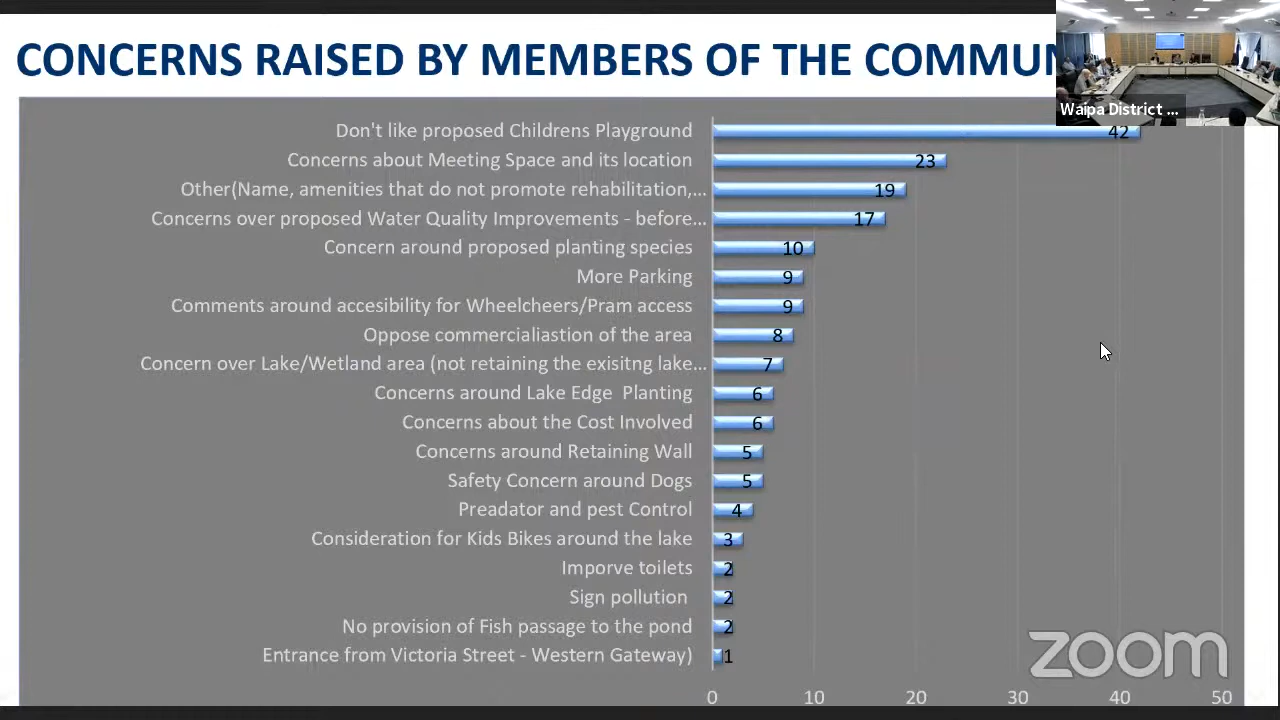 CONCERNS RAISED BY MEMBERS OF THE COMMUN
Waipa District ...
Don't like proposed Childrens Playground 42
Concerns about Meeting Space and its location 23
Other(Name, amenities that do not promote rehabilitation,... 19
Concerns over proposed Water Quality Improvements - before... 17
Concern around proposed planting species 10
More Parking 9
Comments around accesibility for Wheelcheers/Pram access 9
Oppose commercialiastion of the area 8
Concern over Lake/Wetland area (not retaining the exisitng lake... 7
Concerns around Lake Edge  Planting 6
Concerns about the Cost Involved 6
Concerns around Retaining Wall 5
Safety Concern around Dogs 5
Preadator and pest Control 4
Consideration for Kids Bikes around the lake 3
Imporve toilets 2
Sign pollution 2
No provision of Fish passage to the pond 2
Entrance from Victoria Street - Western Gateway) 1
0 10 20 30 40 50
zoom